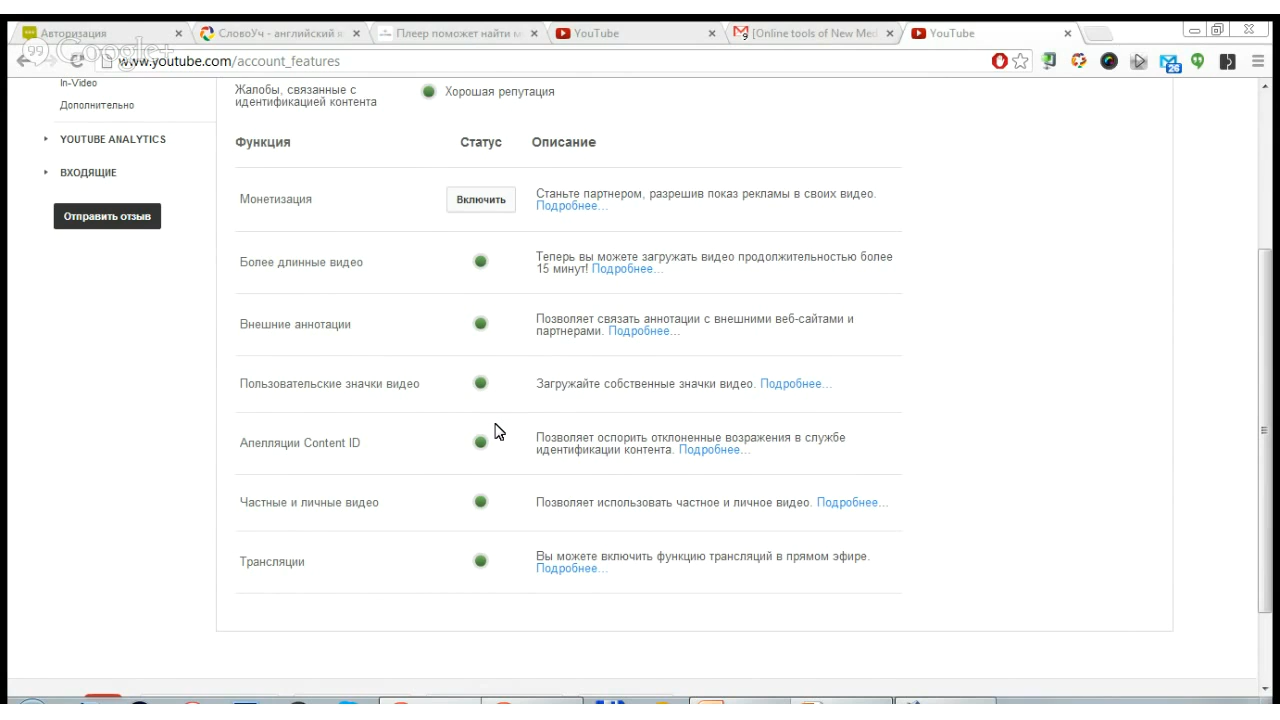 Авторизация
СловоУч - английский я
Плеер поможет найти м
YouTube
[Online tools of New Med
YouTube
99 Google+
www.youtube.com/account_features
26
In-Video
Дополнительно
YOUTUBE ANALYTICS
ВХОДЯЩИЕ
Отправить отзыв
Жалобы, связанные с
идентификацией контента
Хорошая репутация
Функция Статус Описание
Монетизация
Включить
Станьте партнером, разрешив показ рекламы в своих видео.
Подробнее...
Более длинные видео
Теперь вы можете загружать видео продолжительностью более
15 минут! Подробнее...
Внешние аннотации
Позволяет связать аннотации с внешними веб-сайтами и
партнерами. Подробнее...
Пользовательские значки видео
Загружайте собственные значки видео. Подробнее...
Апелляции Content ID
Позволяет оспорить отклоненные возражения в службе
идентификации контента. Подробнее...
Частные и личные видео
Позволяет использовать частное и личное видео. Подробнее...
Трансляции
Вы можете включить функцию трансляций в прямом эфире.
Подробнее...